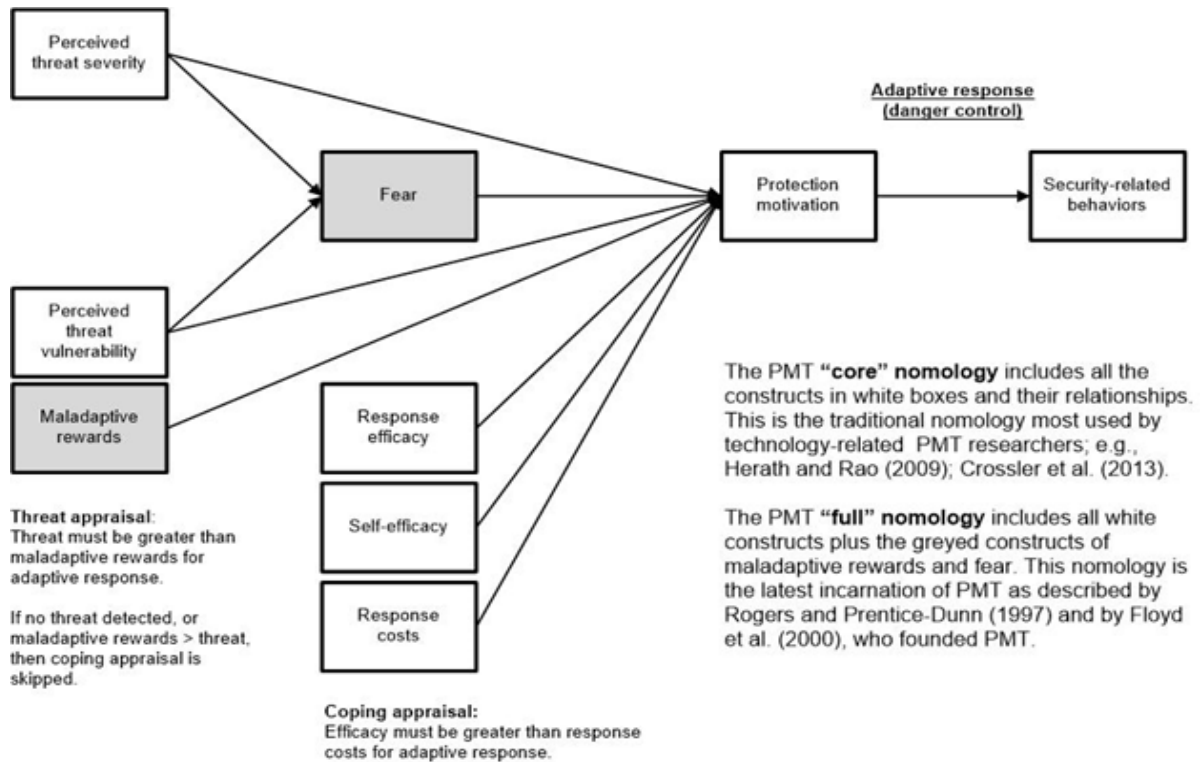 Perceived
threat severity
Adaptive response
(danger control)
Fear
Protection
motivation
Security-related
behaviors
Perceived
threat
vulnerability
Maladaptive
rewards
Response
efficacy
Self-efficacy
Response
costs
Threat appraisal:
Threat must be greater than
maladaptive rewards for
adaptive response.
If no threat detected, or
maladaptive rewards > threat,
then coping appraisal is
skipped.
Coping appraisal:
Efficacy must be greater than response
costs for adaptive response.
The PMT “core” nomology includes all the
constructs in white boxes and their relationships.
This is the traditional nomology most used by
technology-related PMT researchers; e.g.,
Herath and Rao (2009); Crossler et al. (2013).
The PMT “full” nomology includes all white
constructs plus the greyed constructs of
maladaptive rewards and fear. This nomology is
the latest incarnation of PMT as described by
Rogers and Prentice-Dunn (1997) and by Floyd
et al. (2000), who founded PMT.